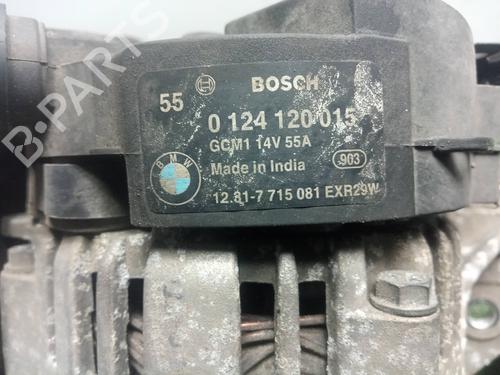 B-PARTS
55 BOSCH
0 124 120 015
GCM1 14V 55A
Made in India 903
BMW
12.31-7 715 081 EXR29W